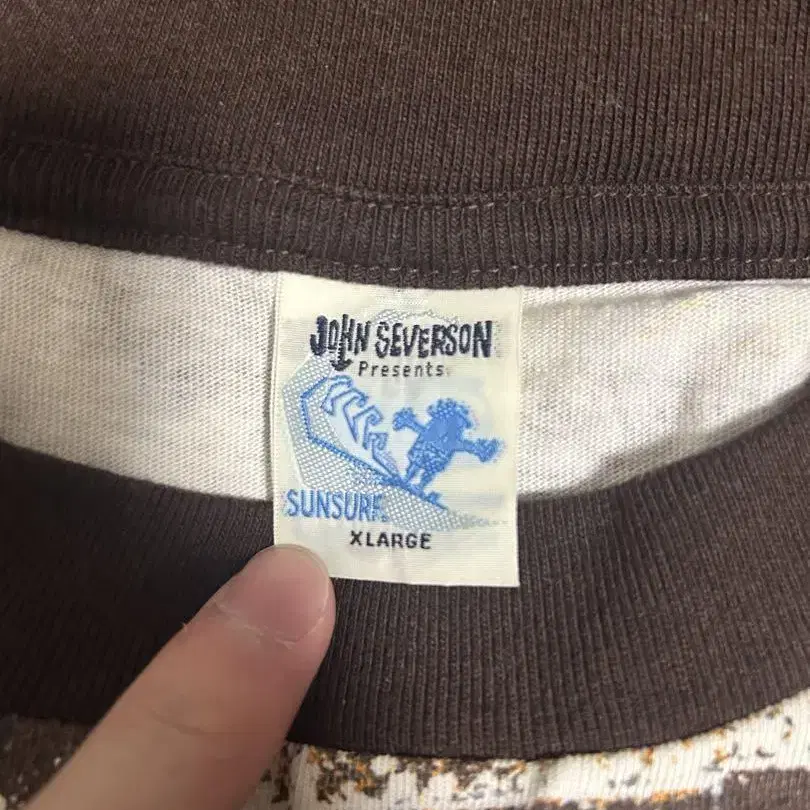 JOHN SEVERSON
Presents
SUNSURF
XLARGE